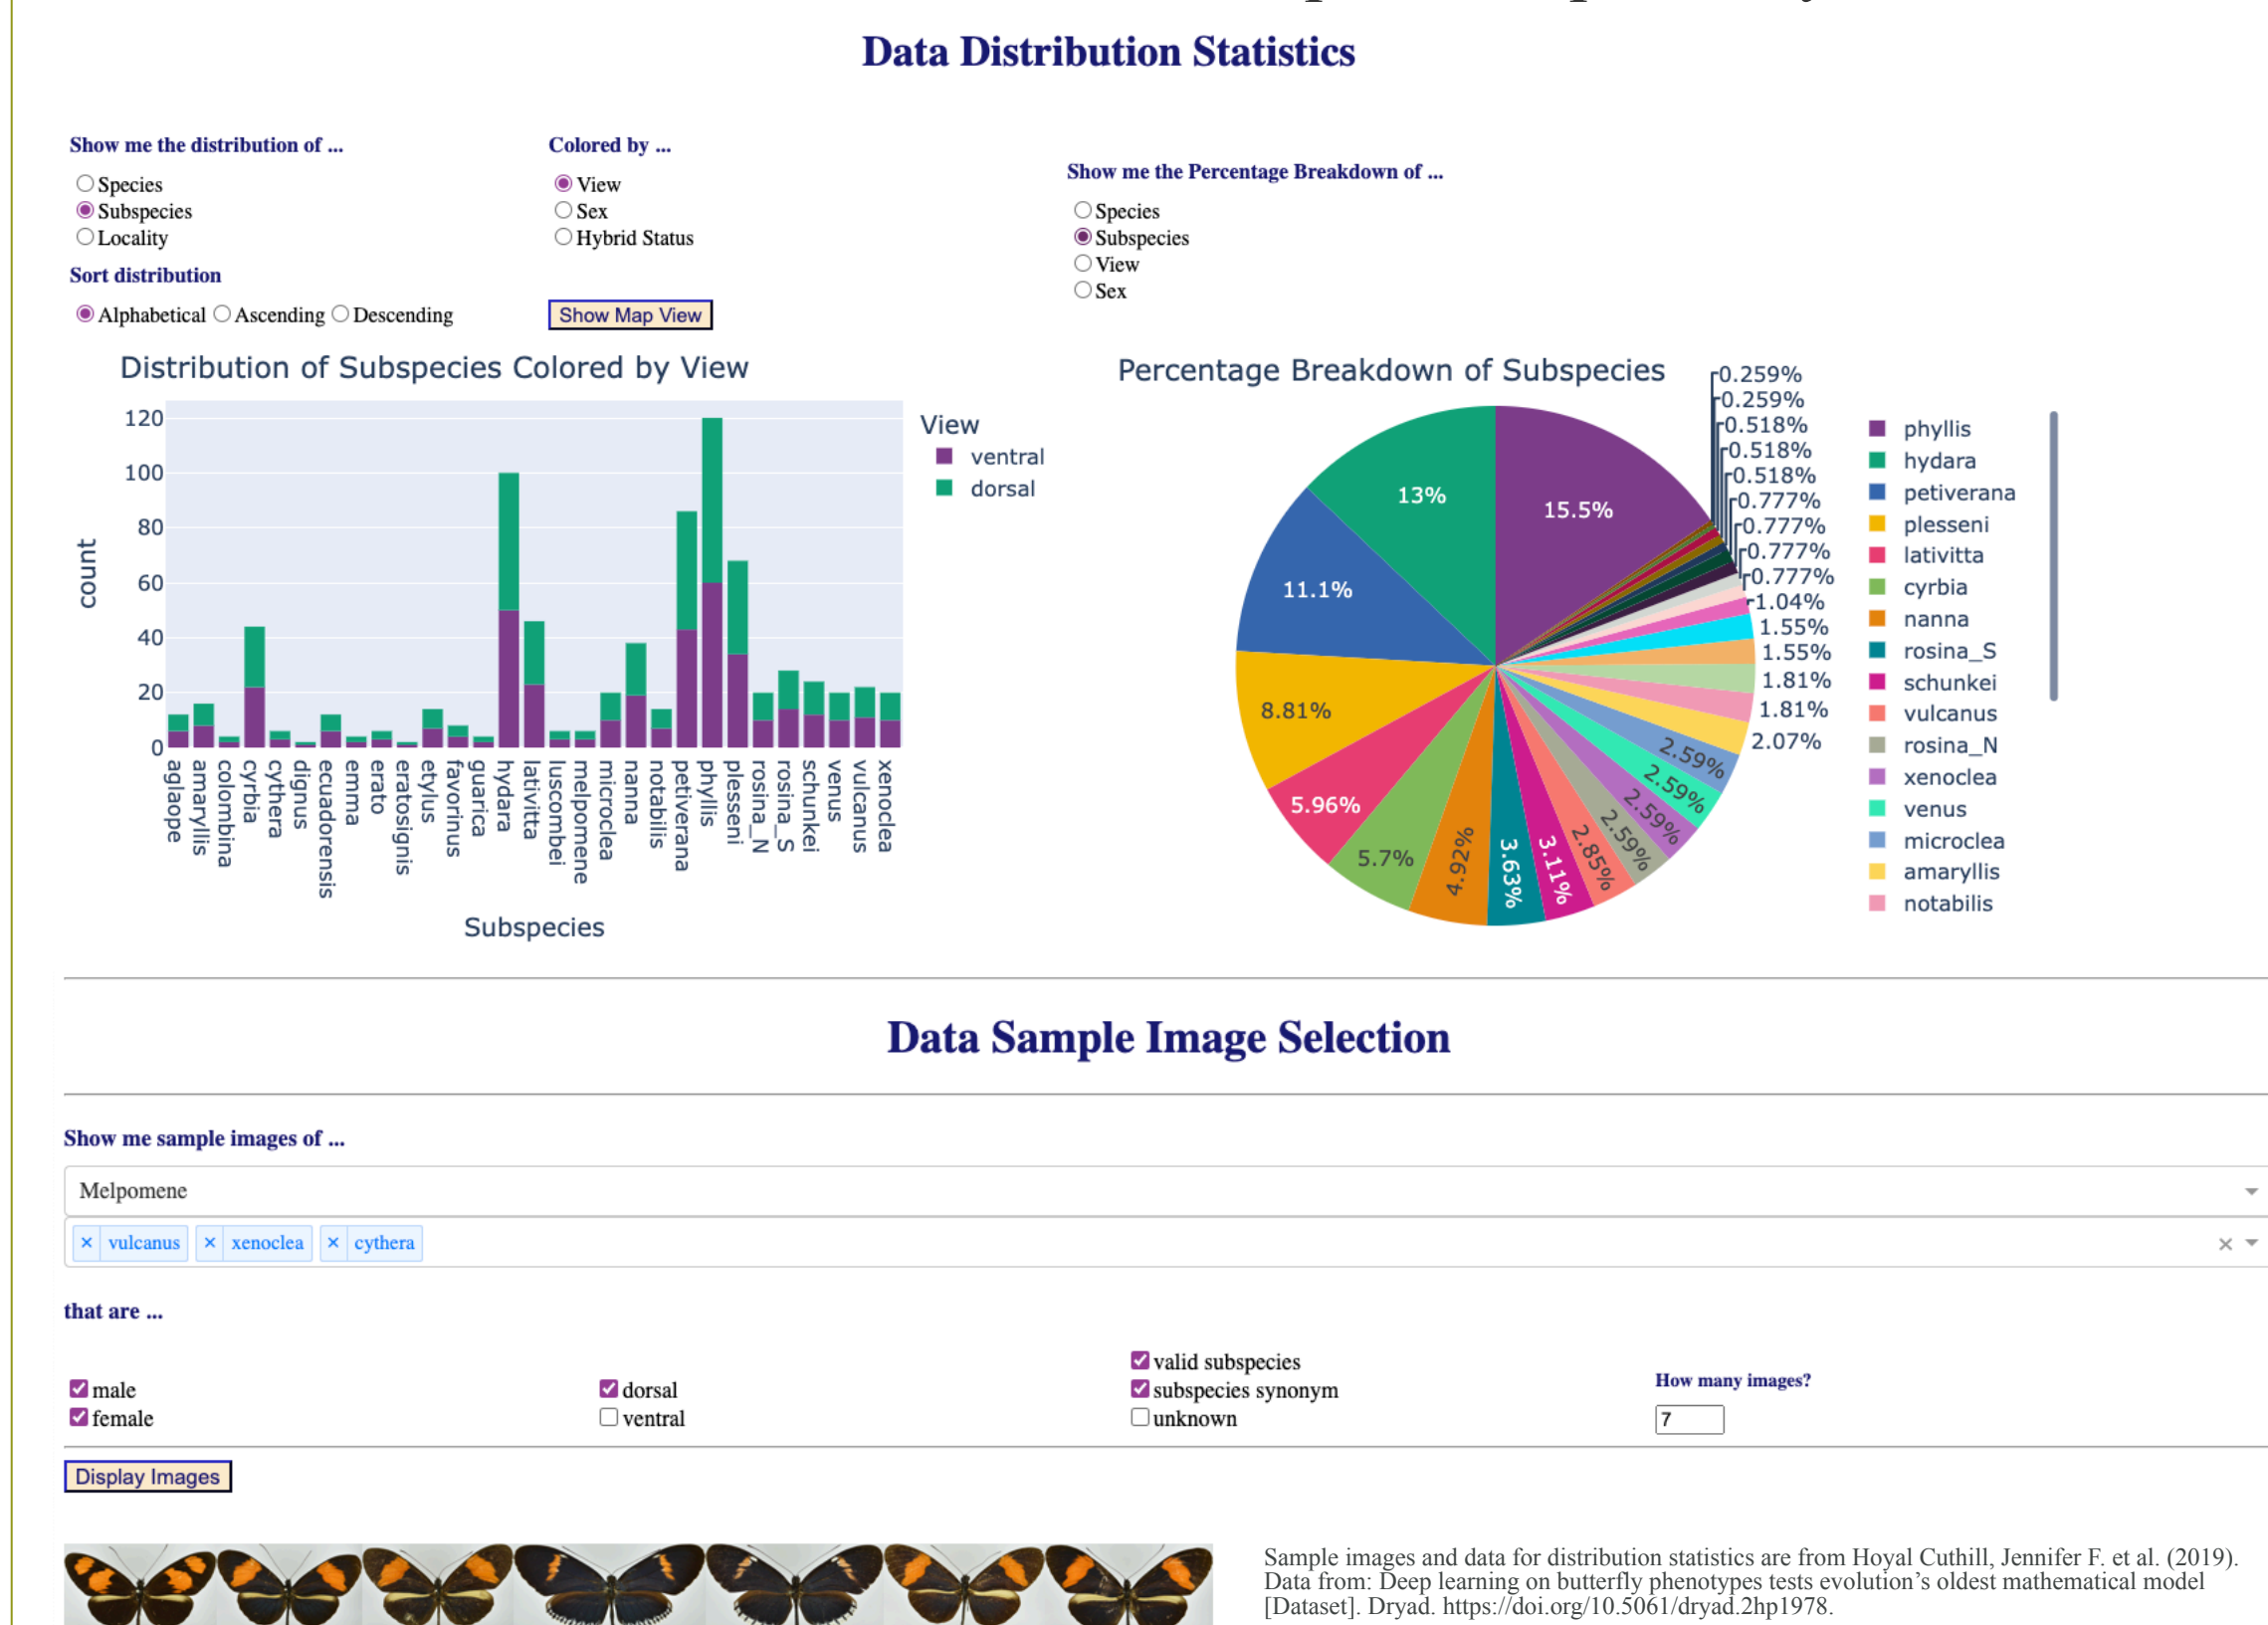 Data Distribution Statistics
Show me the distribution of ...
Species
Subspecies
Locality
Sort distribution
Alphabetical Ascending Descending
Colored by ...
View
Sex
Hybrid Status
Show Map View
Show me the Percentage Breakdown of ...
Species
Subspecies
View
Sex
Distribution of Subspecies Colored by View
120
100
80
60
40
20
0
count
aglaope
amaryllis
colombina
cyrbia
cythera
dignus
ecuadorensis
emma
erato
eratosignis
etylus
favorinus
guarica
hydara
lativitta
luscombei
melpomene
microclea
nanna
notabilis
petiverana
phyllis
plesseni
rosina_N
rosina_S
schunkei
venus
vulcanus
xenoclea
Subspecies
View
ventral
dorsal
Percentage Breakdown of Subspecies
0.259%
0.259%
0.518%
0.518%
0.518%
0.777%
0.777%
0.777%
0.777%
1.04%
1.55%
1.55%
1.81%
1.81%
2.07%
2.59%
2.59%
2.59%
2.59%
2.85%
3.11%
3.63%
4.92%
5.7%
5.96%
8.81%
11.1%
13%
15.5%
phyllis
hydara
petiverana
plesseni
lativitta
cyrbia
nanna
rosina_S
schunkei
vulcanus
rosina_N
xenoclea
venus
microclea
amaryllis
notabilis
Data Sample Image Selection
Show me sample images of ...
Melpomene
× vulcanus × xenoclea × cythera
that are ...
male
female
dorsal
ventral
valid subspecies
subspecies synonym
unknown
How many images?
7
Display Images
Sample images and data for distribution statistics are from Hoyal Cuthill, Jennifer F. et al. (2019).
Data from: Deep learning on butterfly phenotypes tests evolution’s oldest mathematical model
[Dataset]. Dryad. https://doi.org/10.5061/dryad.2hp1978.